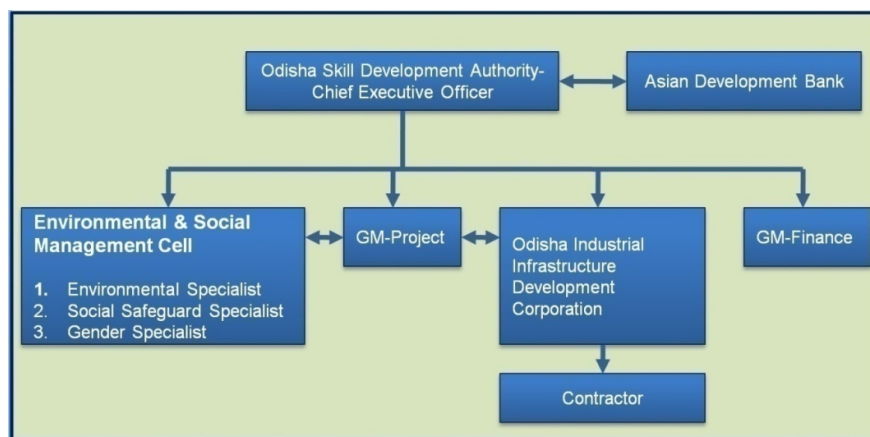 Odisha Skill Development Authority-
Chief Executive Officer
Asian Development Bank
Environmental & Social
Management Cell
1. Environmental Specialist
2. Social Safeguard Specialist
3. Gender Specialist
GM-Project
Odisha Industrial
Infrastructure
Development
Corporation
GM-Finance
Contractor